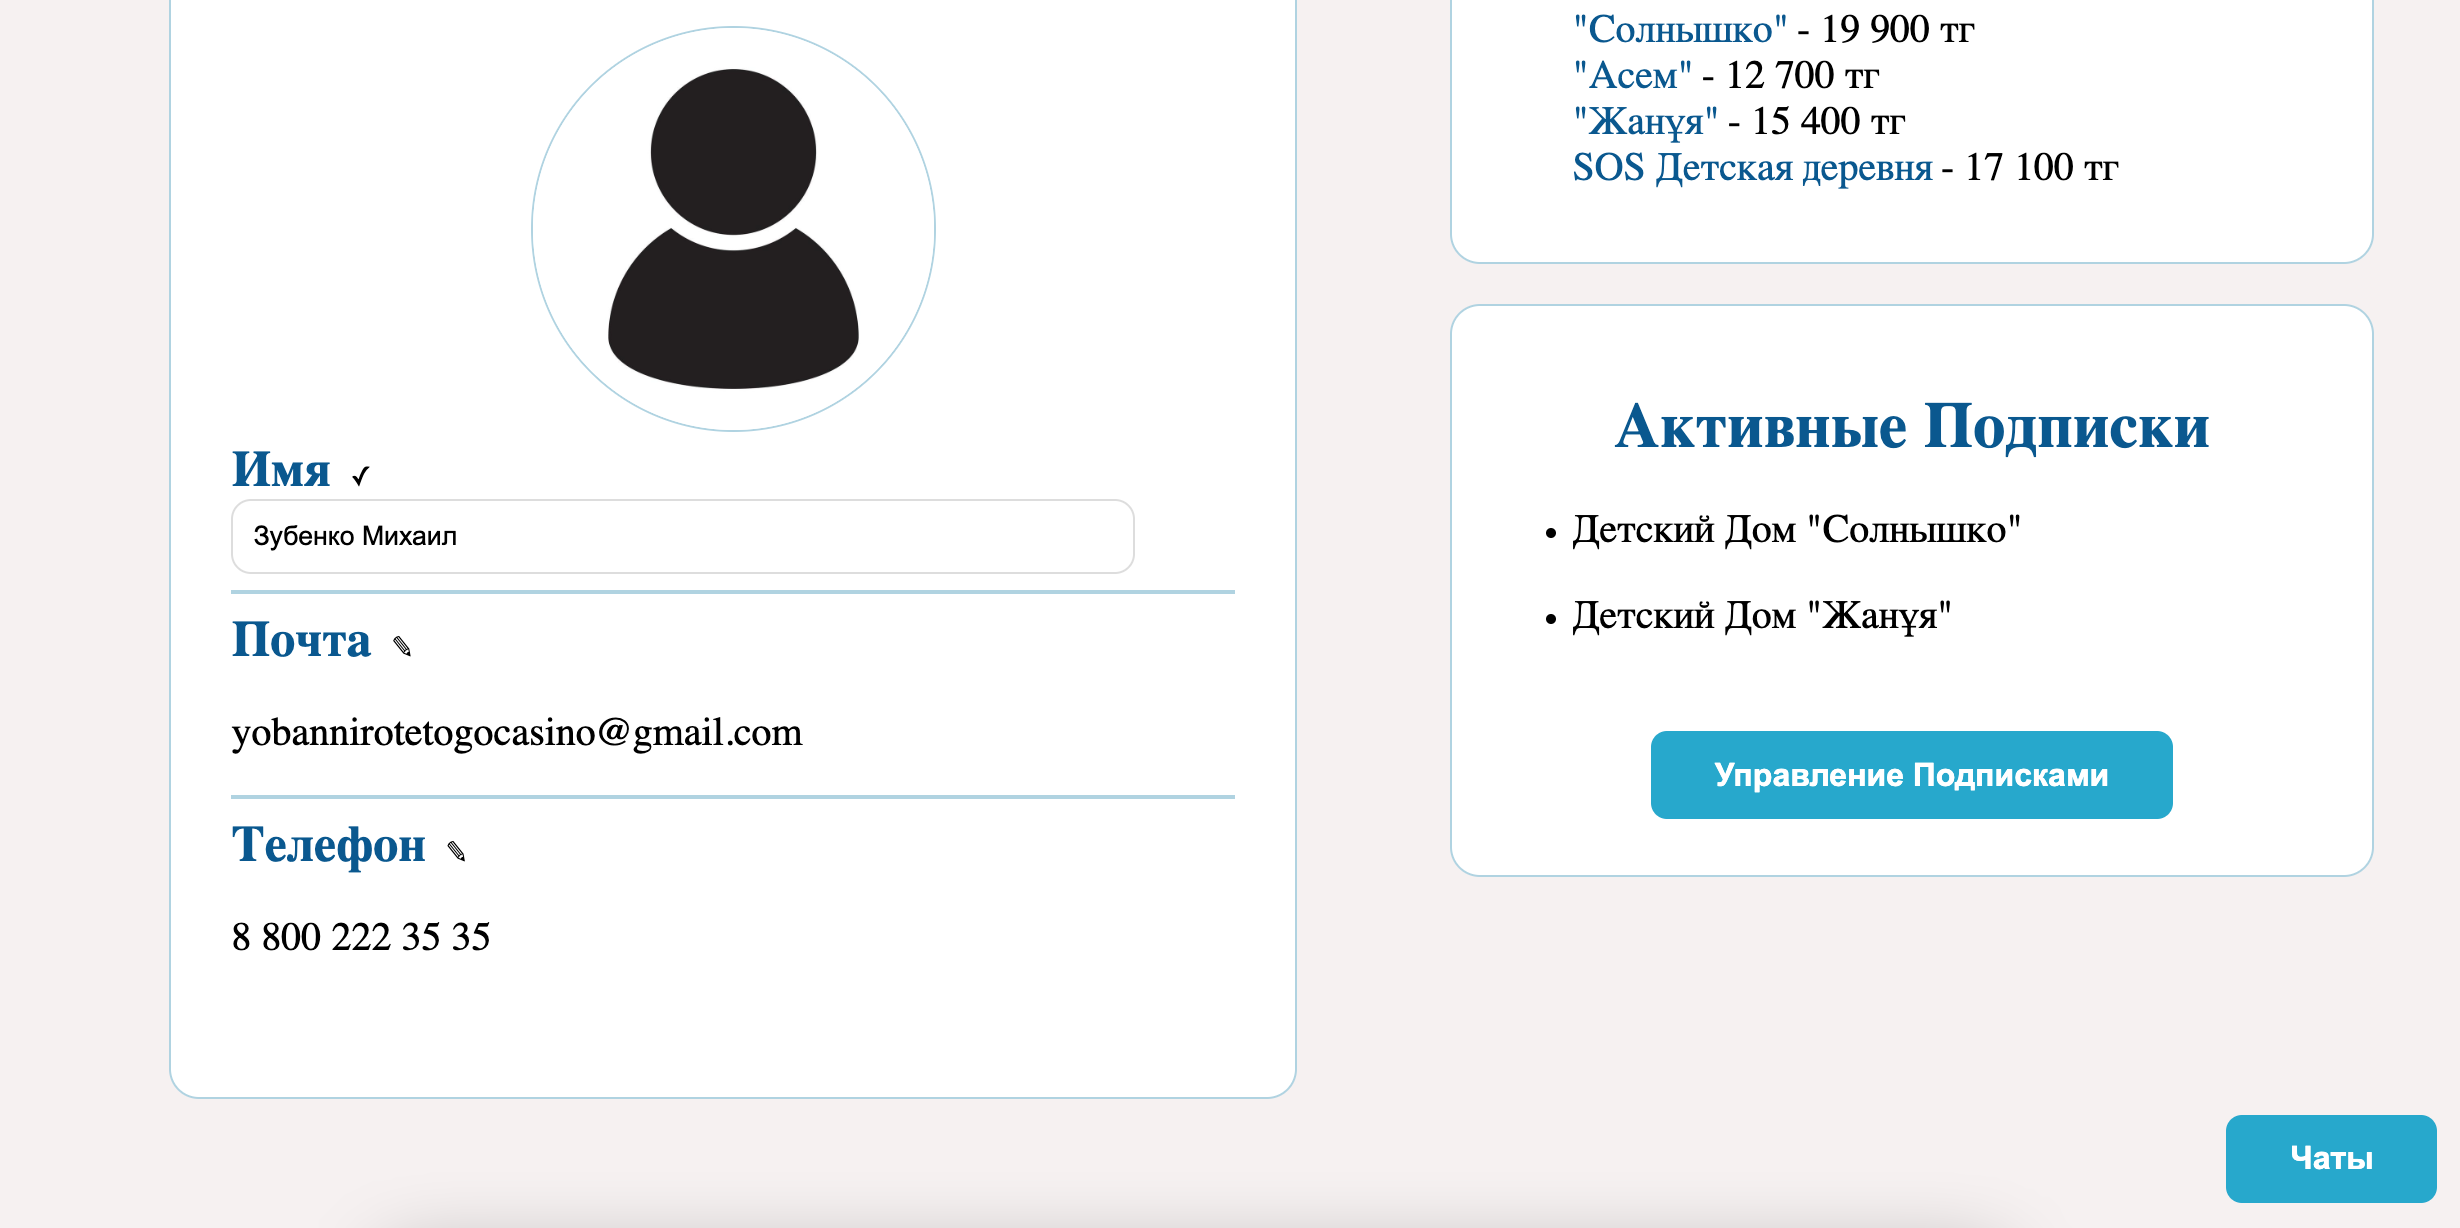 Имя ✓
Зубенко Михаил
Почта ✎
yobannirotetogocasino@gmail.com
Телефон ✎
8 800 222 35 35
"Солнышко" - 19 900 тг
"Асем" - 12 700 тг
"Жанұя" - 15 400 тг
SOS Детская деревня - 17 100 тг
Активные Подписки
• Детский Дом "Солнышко"
• Детский Дом "Жанұя"
Управление Подписками
Чаты